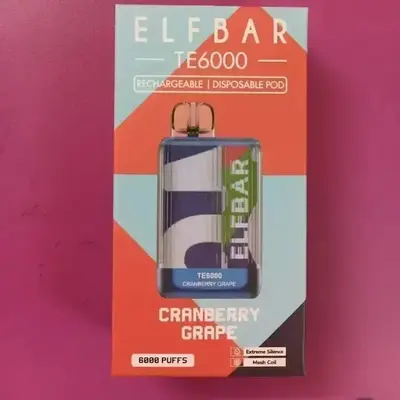 ELFBAR
TE6000
RECHARGEABLE | DISPOSABLE POD
ELFBAR
TE6000
CRANBERRY GRAPE
CRANBERRY
GRAPE
6000 PUFFS
Extreme Silence
Mesh Coil